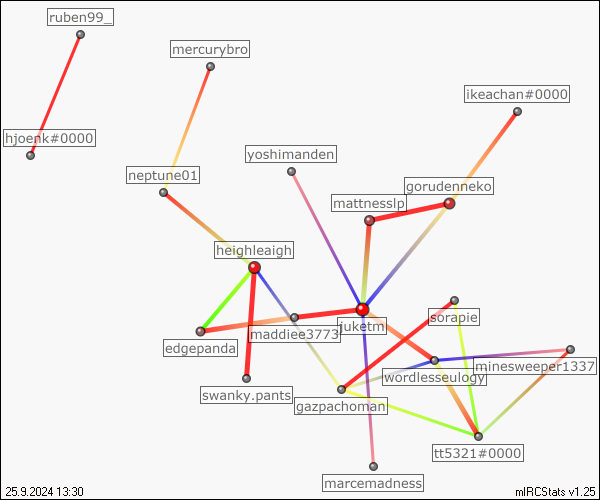 ruben99_
mercurybro
ikeachan#0000
hjoenk#0000
yoshimanden
neptune01
gorudenneko
mattnesslp
heighleaigh
sorapie
juketm
maddiee3773
edgepanda
minesweeper1337
wordlesseulogy
swanky.pants
gazpachoman
tt5321#0000
marcemadness
25.9.2024 13:30
mIRCStats v1.25